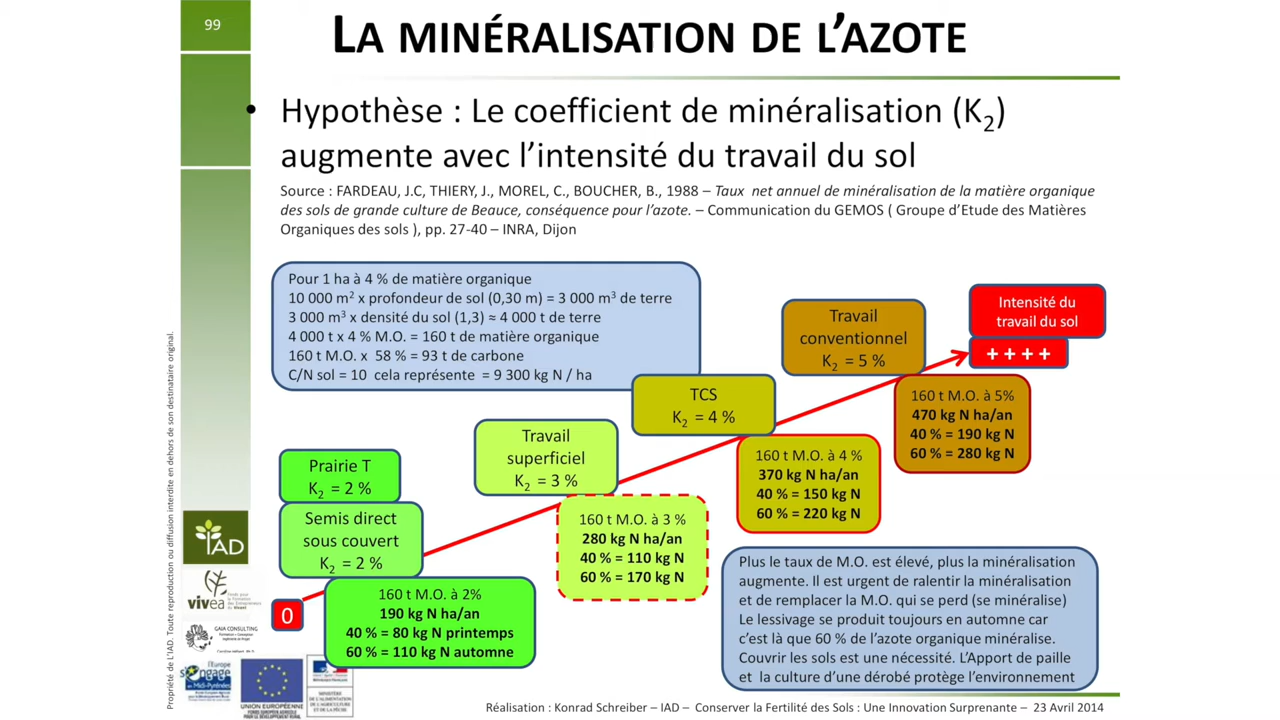 99
LA MINÉRALISATION DE L’AZOTE
• Hypothèse : Le coefficient de minéralisation (K2)
augmente avec l’intensité du travail du sol
Source : FARDEAU, J.C, THIERY, J., MOREL, C., BOUCHER, B., 1988 – Taux net annuel de minéralisation de la matière organique
des sols de grande culture de Beauce, conséquence pour l’azote. – Communication du GEMOS ( Groupe d’Etude des Matières
Organiques des sols ), pp. 27-40 – INRA, Dijon
Pour 1 ha à 4 % de matière organique
10 000 m2 x profondeur de sol (0,30 m) = 3 000 m3 de terre
3 000 m3 x densité du sol (1,3) ≈ 4 000 t de terre
4 000 t x 4 % M.O. = 160 t de matière organique
160 t M.O. x 58 % = 93 t de carbone
C/N sol = 10 cela représente = 9 300 kg N / ha
Intensité du
travail du sol
+ + + +
Travail
conventionnel
K2 = 5 %
160 t M.O. à 5%
470 kg N ha/an
40 % = 190 kg N
60 % = 280 kg N
TCS
K2 = 4 %
160 t M.O. à 4 %
370 kg N ha/an
40 % = 150 kg N
60 % = 220 kg N
Travail
superficiel
K2 = 3 %
160 t M.O. à 3 %
280 kg N ha/an
40 % = 110 kg N
60 % = 170 kg N
Prairie T
K2 = 2 %
Semis direct
sous couvert
K2 = 2 %
0
160 t M.O. à 2%
190 kg N ha/an
40 % = 80 kg N printemps
60 % = 110 kg N automne
Plus le taux de M.O. est élevé, plus la minéralisation
augmente. Il est urgent de ralentir la minéralisation
et de remplacer la M.O. qui se perd (se minéralise)
Le lessivage se produit toujours en automne car
c’est là que 60 % de l’azote organique minéralise.
Couvrir les sols est une nécessité. L’Apport de paille
et la culture d’une dérobé protège l’environnement
Propriété de L’IAD. Toute reproduction ou diffusion interdite en dehors de son destinataire original.
IAD
vivea
GAIA CONSULTING
l’Europe
s’engage
en Midi-Pyrénées
UNION EUROPÉENNE
Réalisation : Konrad Schreiber – IAD – Conserver la Fertilité des Sols : Une Innovation Surprenante – 23 Avril 2014